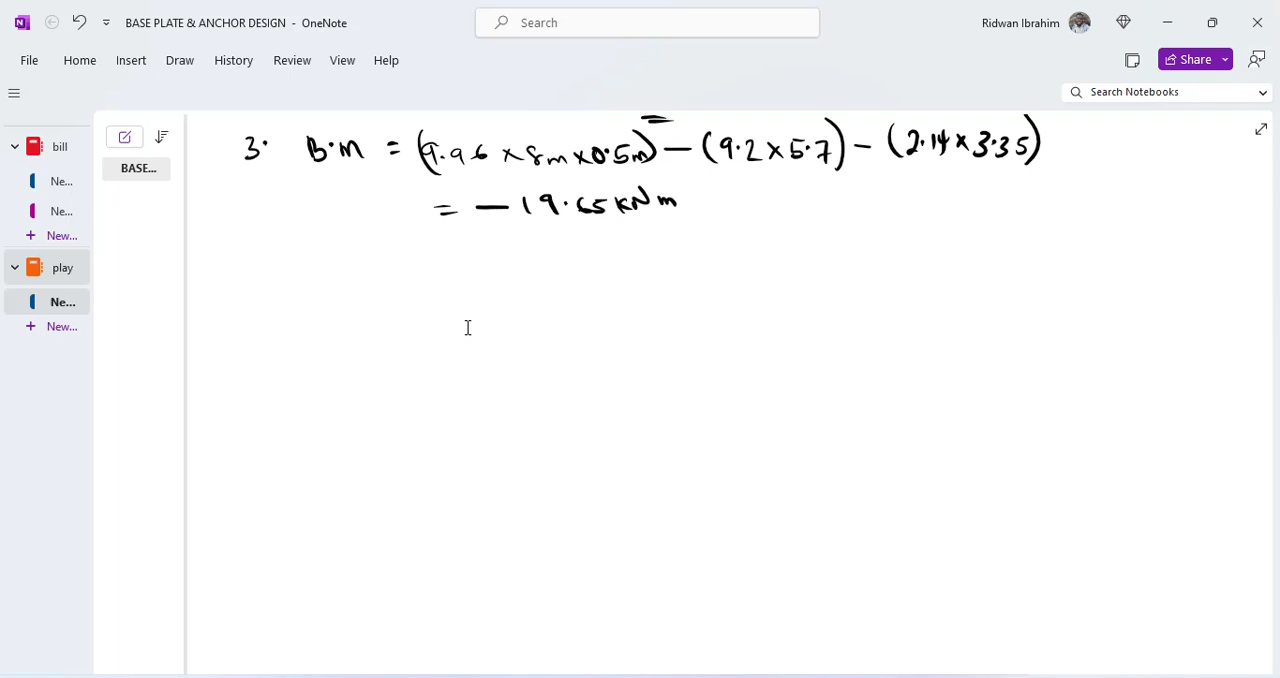 BASE PLATE & ANCHOR DESIGN - OneNote
Search
Ridwan Ibrahim
File Home Insert Draw History Review View Help
Share
Search Notebooks
bill
Ne...
Ne...
New...
play
Ne...
New...
BASE...
3. B.M = (9.96 x 8m x 0.5m) — (9.2 x 5.7) — (2.14 x 3.35)
= — 19.65 kNm